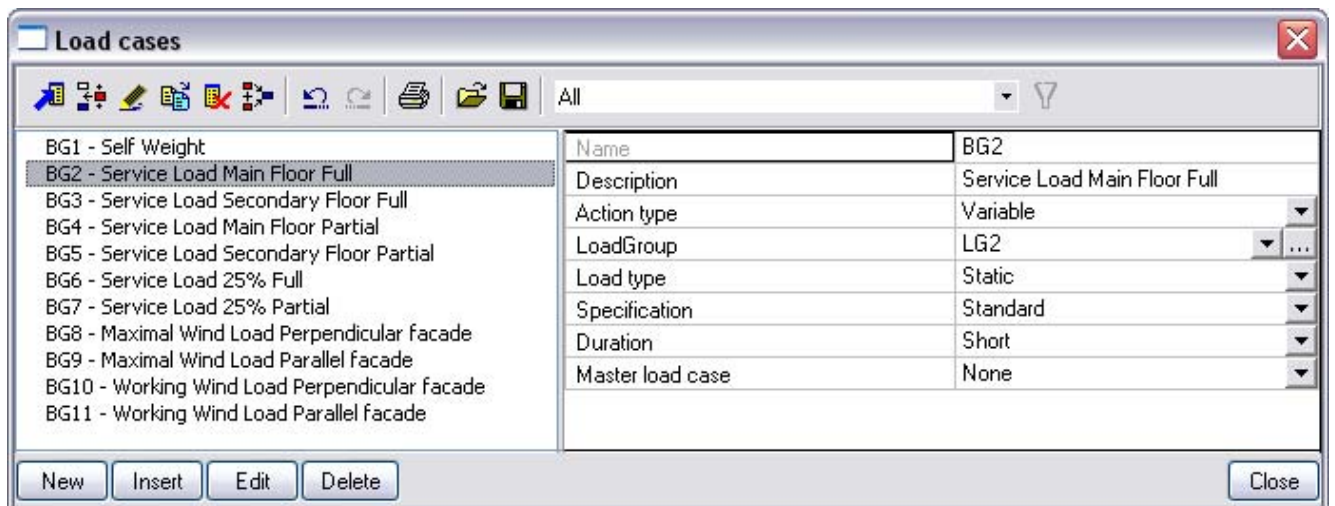 Load cases
All
BG1 - Self Weight
BG2 - Service Load Main Floor Full
BG3 - Service Load Secondary Floor Full
BG4 - Service Load Main Floor Partial
BG5 - Service Load Secondary Floor Partial
BG6 - Service Load 25% Full
BG7 - Service Load 25% Partial
BG8 - Maximal Wind Load Perpendicular facade
BG9 - Maximal Wind Load Parallel facade
BG10 - Working Wind Load Perpendicular facade
BG11 - Working Wind Load Parallel facade
Name BG2
Description Service Load Main Floor Full
Action type Variable
LoadGroup LG2 ...
Load type Static
Specification Standard
Duration Short
Master load case None
New Insert Edit Delete Close